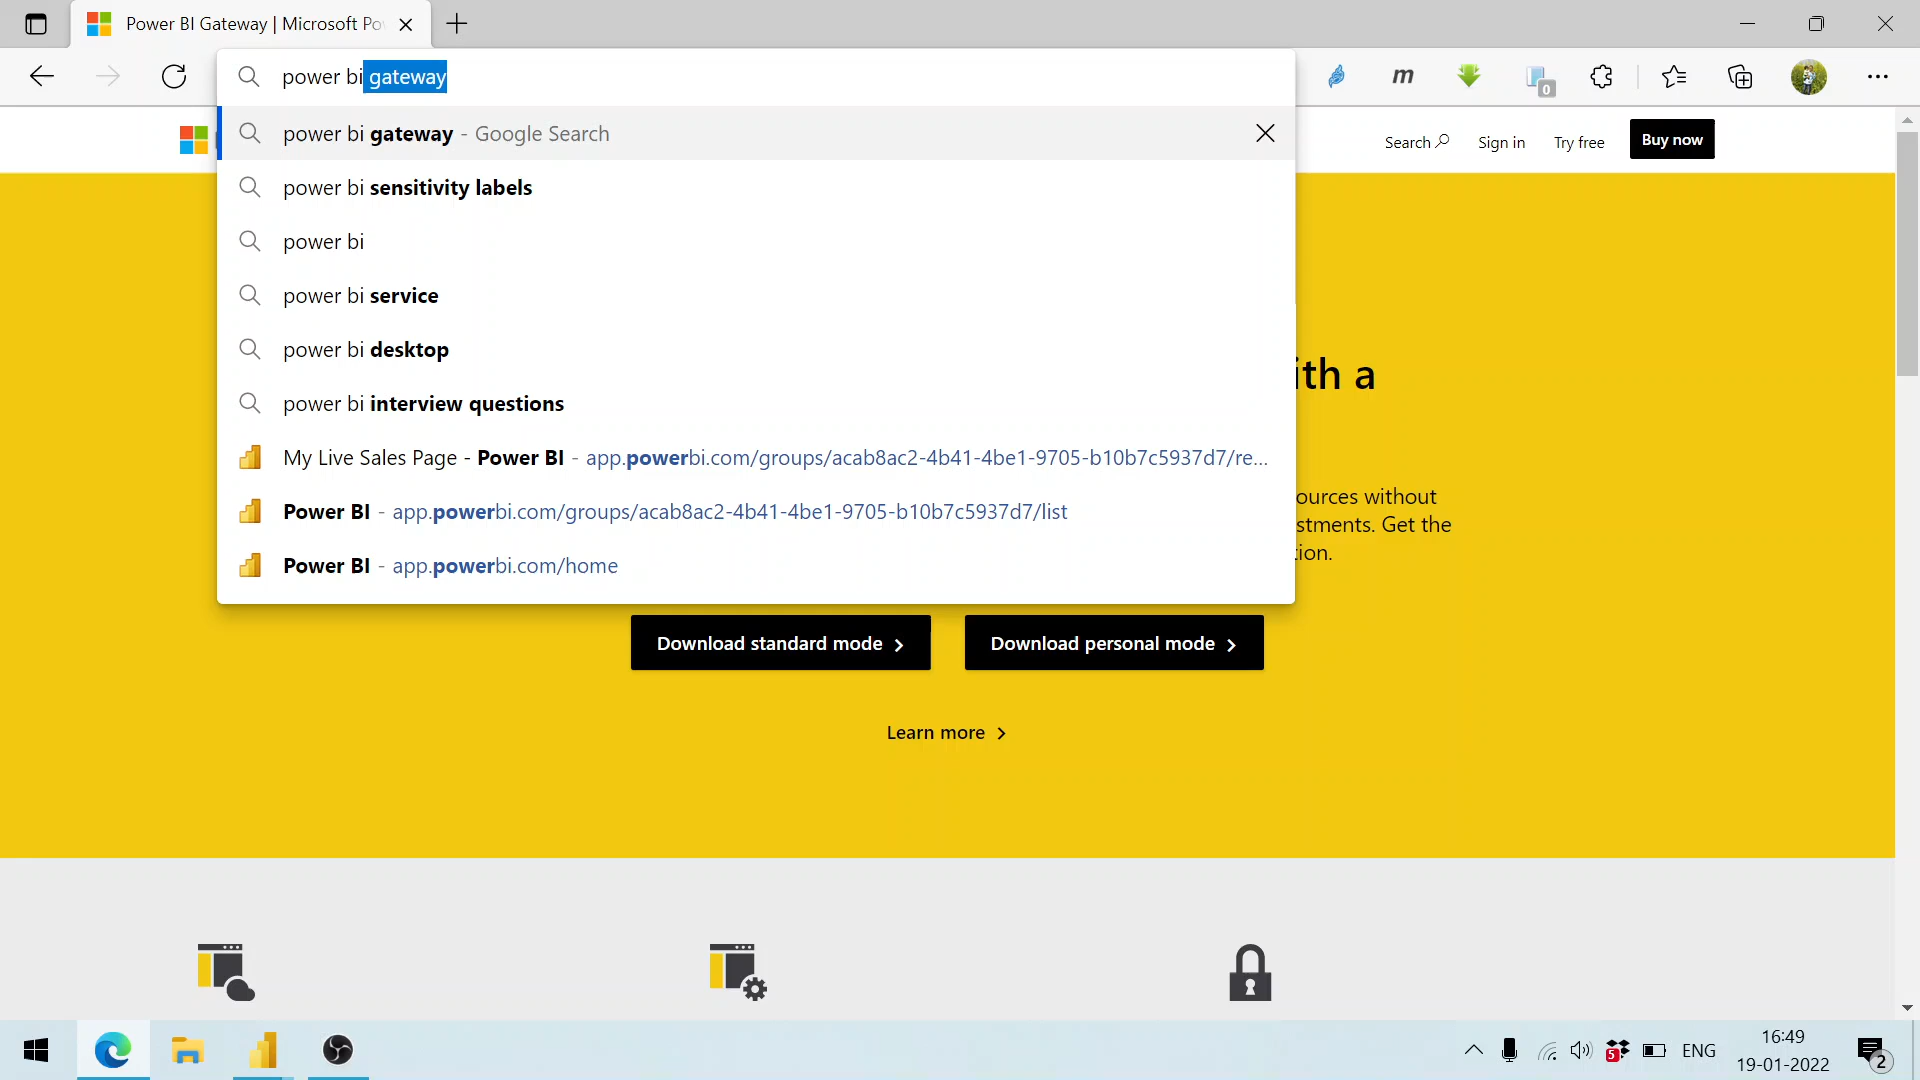 Power BI Gateway | Microsoft Po
power bi gateway
power bi gateway - Google Search
Search
Sign in
Try free
Buy now
power bi sensitivity labels
power bi
power bi service
power bi desktop
ith a
power bi interview questions
My Live Sales Page - Power BI - app.powerbi.com/groups/acab8ac2-4b41-4be1-9705-b10b7c5937d7/re...
ources without
Power BI - app.powerbi.com/groups/acab8ac2-4b41-4be1-9705-b10b7c5937d7/list
stments. Get the
tion.
Power BI - app.powerbi.com/home
Download standard mode
Download personal mode
Learn more
m
0
5
ENG
16:49
19-01-2022
2